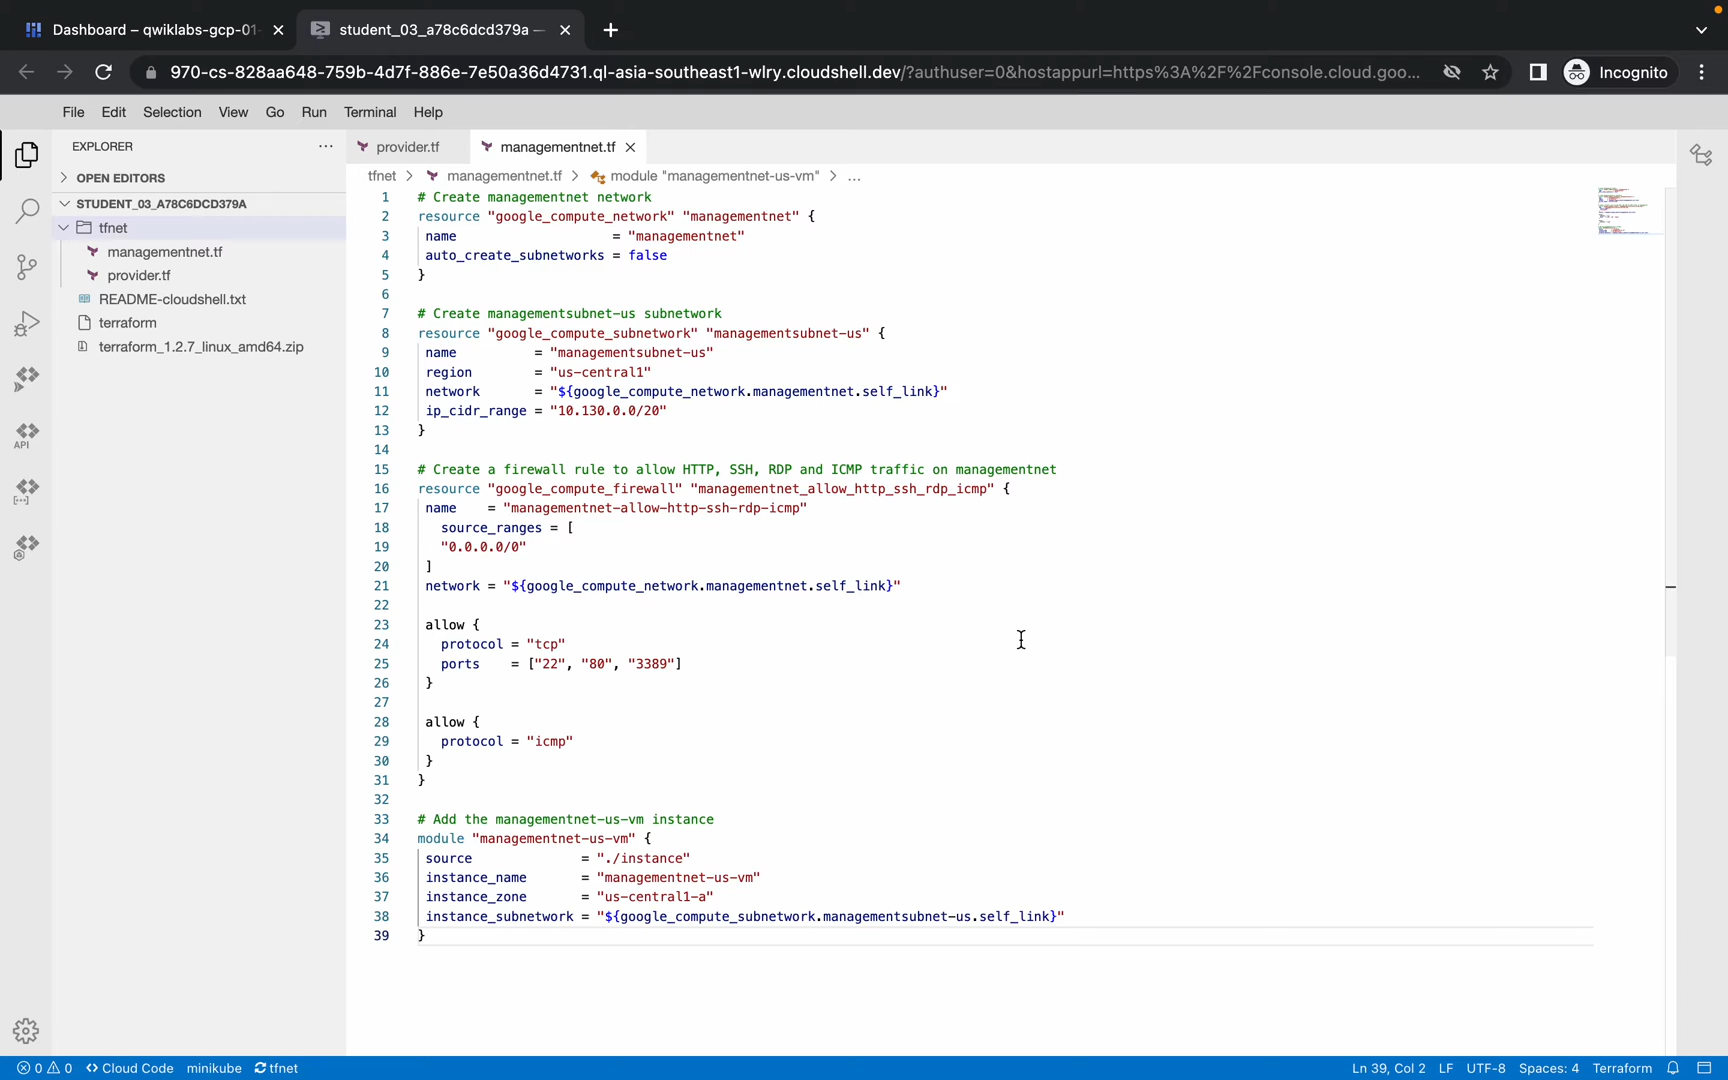 Dashboard – qwiklabs-gcp-01-
student_03_a78c6dcd379a —
970-cs-828aa648-759b-4d7f-886e-7e50a36d4731.ql-asia-southeast1-wlry.cloudshell.dev/?authuser=0&hostappurl=https%3A%2F%2Fconsole.cloud.goo...
Incognito
File Edit Selection View Go Run Terminal Help
EXPLORER
OPEN EDITORS
STUDENT_03_A78C6DCD379A
tfnet
managementnet.tf
provider.tf
README-cloudshell.txt
terraform
terraform_1.2.7_linux_amd64.zip
API
provider.tf
managementnet.tf
tfnet > managementnet.tf > module "managementnet-us-vm" > ...
1 # Create managementnet network
2 resource "google_compute_network" "managementnet" {
3 name = "managementnet"
4 auto_create_subnetworks = false
5 }
6
7 # Create managementsubnet-us subnetwork
8 resource "google_compute_subnetwork" "managementsubnet-us" {
9 name = "managementsubnet-us"
10 region = "us-central1"
11 network = "${google_compute_network.managementnet.self_link}"
12 ip_cidr_range = "10.130.0.0/20"
13 }
14
15 # Create a firewall rule to allow HTTP, SSH, RDP and ICMP traffic on managementnet
16 resource "google_compute_firewall" "managementnet_allow_http_ssh_rdp_icmp" {
17 name = "managementnet-allow-http-ssh-rdp-icmp"
18 source_ranges = [
19 "0.0.0.0/0"
20 ]
21 network = "${google_compute_network.managementnet.self_link}"
22
23 allow {
24 protocol = "tcp"
25 ports = ["22", "80", "3389"]
26 }
27
28 allow {
29 protocol = "icmp"
30 }
31 }
32
33 # Add the managementnet-us-vm instance
34 module "managementnet-us-vm" {
35 source = "./instance"
36 instance_name = "managementnet-us-vm"
37 instance_zone = "us-central1-a"
38 instance_subnetwork = "${google_compute_subnetwork.managementsubnet-us.self_link}"
39 }
0 0 Cloud Code minikube tfnet
Ln 39, Col 2 LF UTF-8 Spaces: 4 Terraform